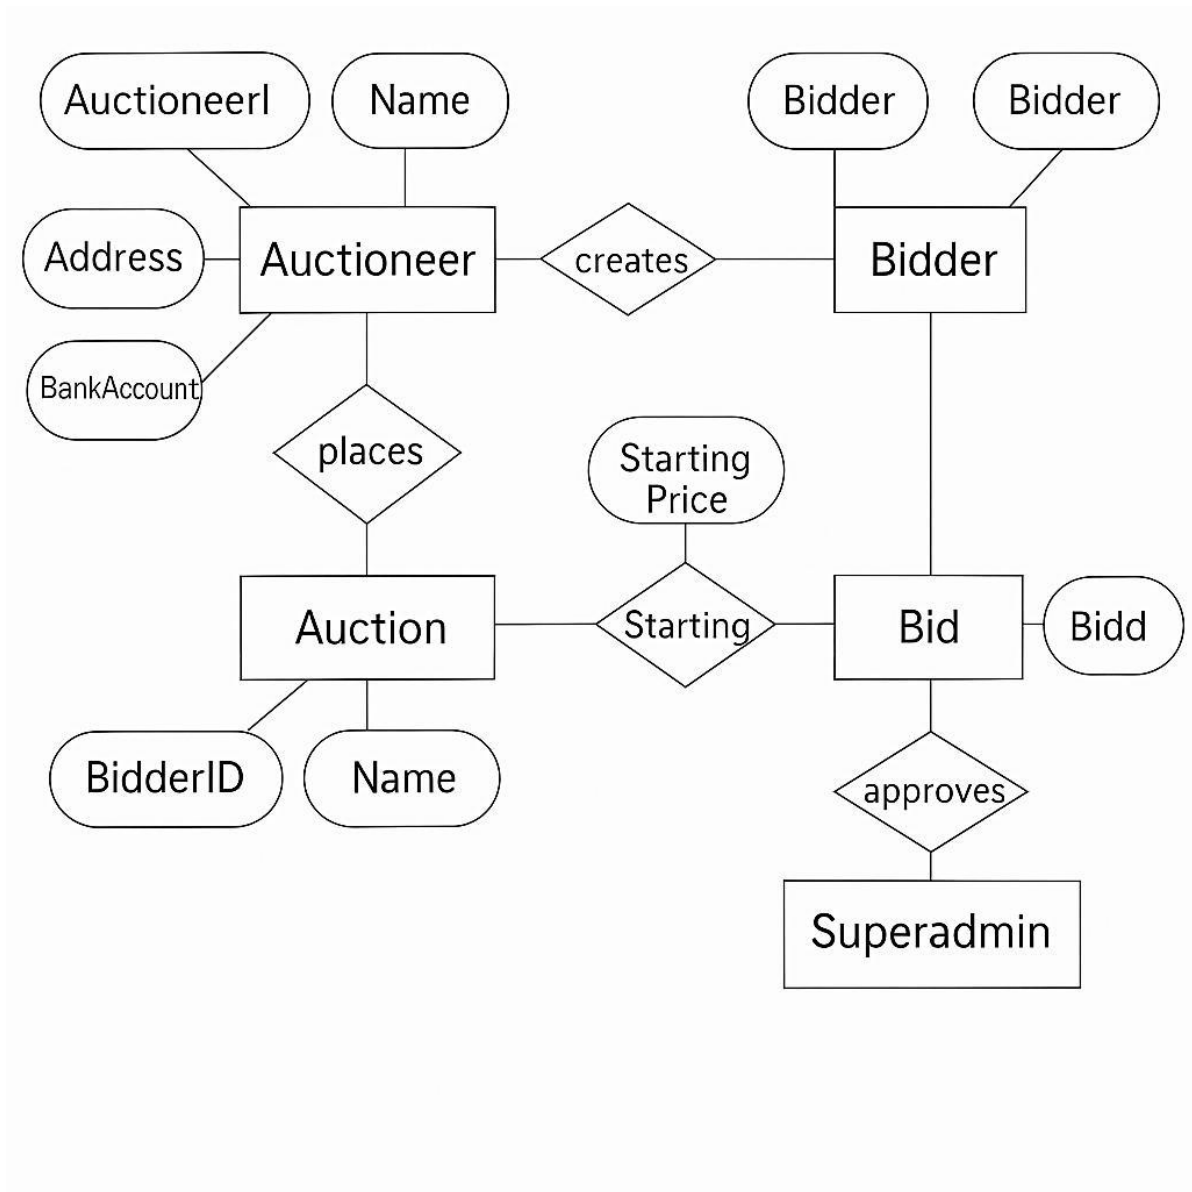 AuctioneerI
Name
Bidder
Bidder
Address
Auctioneer
creates
Bidder
BankAccount
places
Starting
Price
Auction
Starting
Bid
Bidd
BidderID
Name
approves
Superadmin